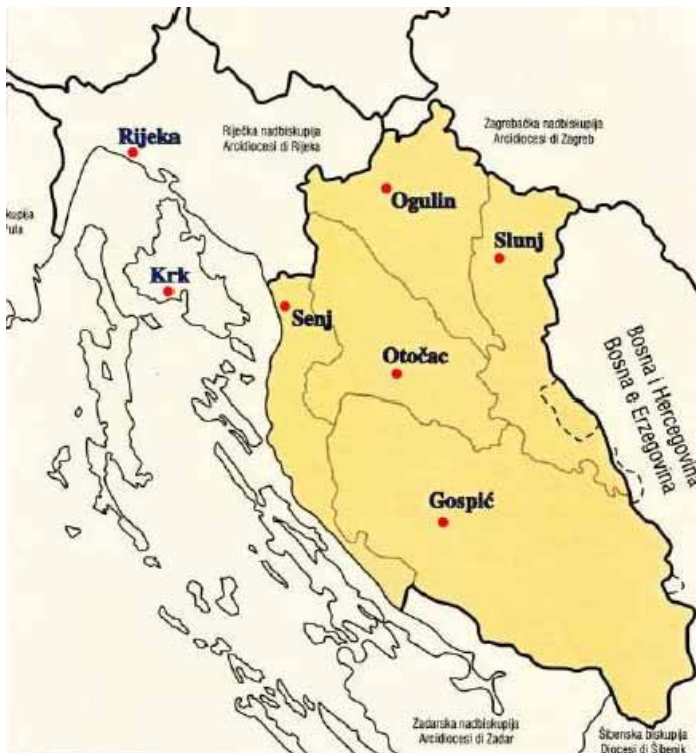 Riječka nadbiskupija
Arcidiocesi di Rijeka
Zagrebačka nadbiskupija
Arcidiocesi di Zagreb
Rijeka
Ogulin
kupija
Slunj
Krk
Senj
Otočac
Bosna i Hercegovina
Bosna e Erzegovina
Gospić
Zadarska nadbiskupija
Arcidiocesi di Zadar
Šibenska biskupija
Diocesi di Šibenik